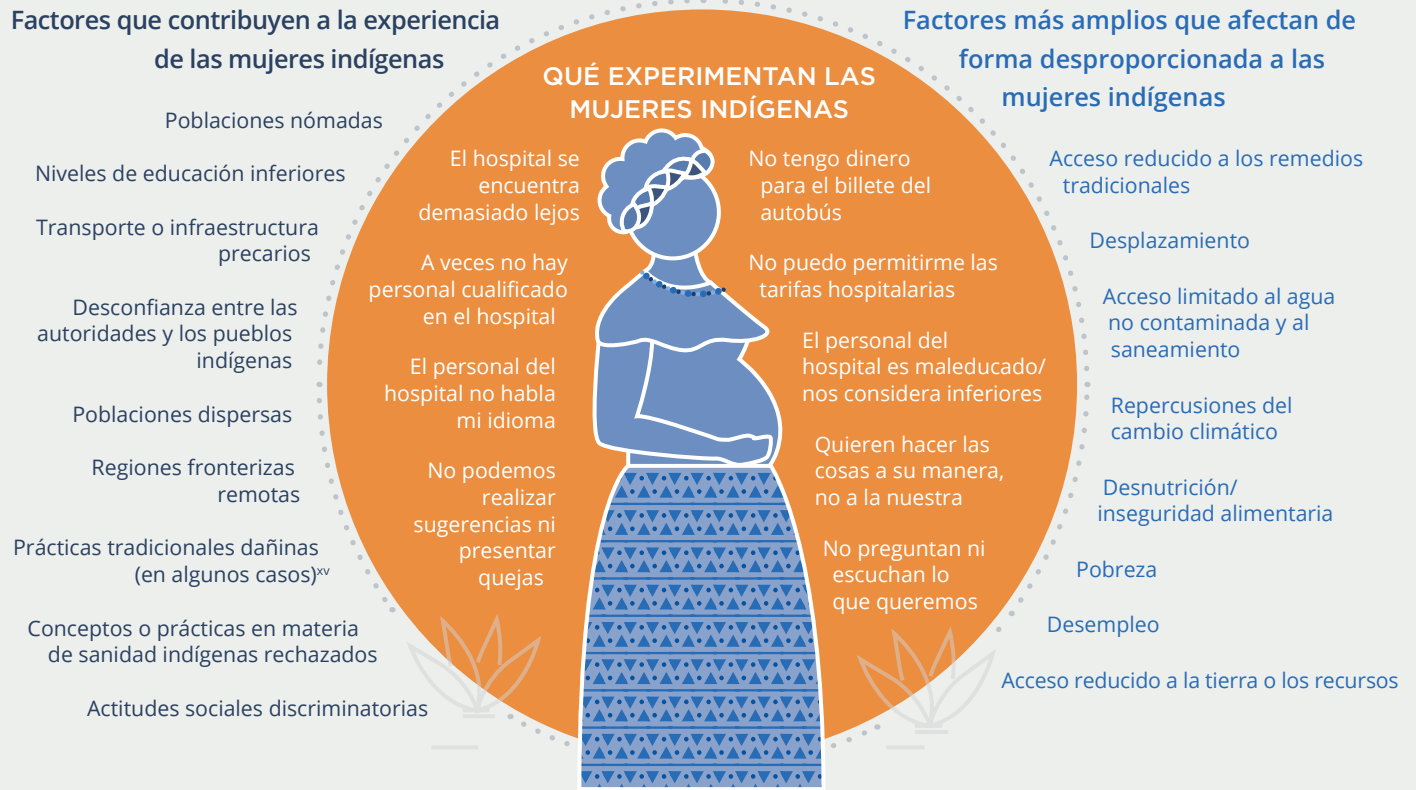 Factores que contribuyen a la experiencia
de las mujeres indígenas
Poblaciones nómadas
Niveles de educación inferiores
Transporte o infraestructura
precarios
Desconfianza entre las
autoridades y los pueblos
indígenas
Poblaciones dispersas
Regiones fronterizas
remotas
Prácticas tradicionales dañinas
(en algunos casos)xv
Conceptos o prácticas en materia
de sanidad indígenas rechazados
Actitudes sociales discriminatorias
QUÉ EXPERIMENTAN LAS
MUJERES INDÍGENAS
El hospital se
encuentra
demasiado lejos
A veces no hay
personal cualificado
en el hospital
El personal del
hospital no habla
mi idioma
No podemos
realizar
sugerencias ni
presentar
quejas
No tengo dinero
para el billete del
autobús
No puedo permitirme las
tarifas hospitalarias
El personal del
hospital es maleducado/
nos considera inferiores
Quieren hacer las
cosas a su manera,
no a la nuestra
No preguntan ni
escuchan lo
que queremos
Factores más amplios que afectan de
forma desproporcionada a las
mujeres indígenas
Acceso reducido a los remedios
tradicionales
Desplazamiento
Acceso limitado al agua
no contaminada y al
saneamiento
Repercusiones del
cambio climático
Desnutrición/
inseguridad alimentaria
Pobreza
Desempleo
Acceso reducido a la tierra o los recursos